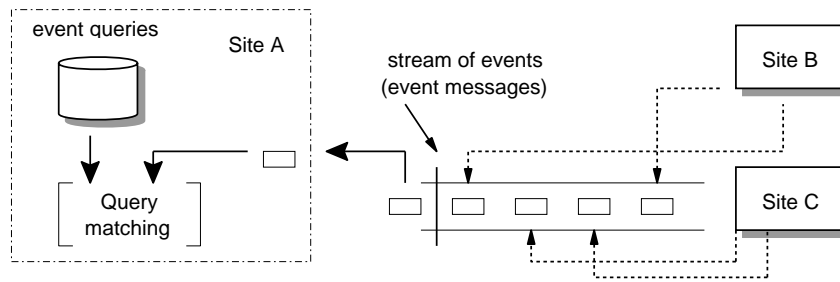 event queries
Site A
stream of events
(event messages)
Site B
Query
matching
Site C